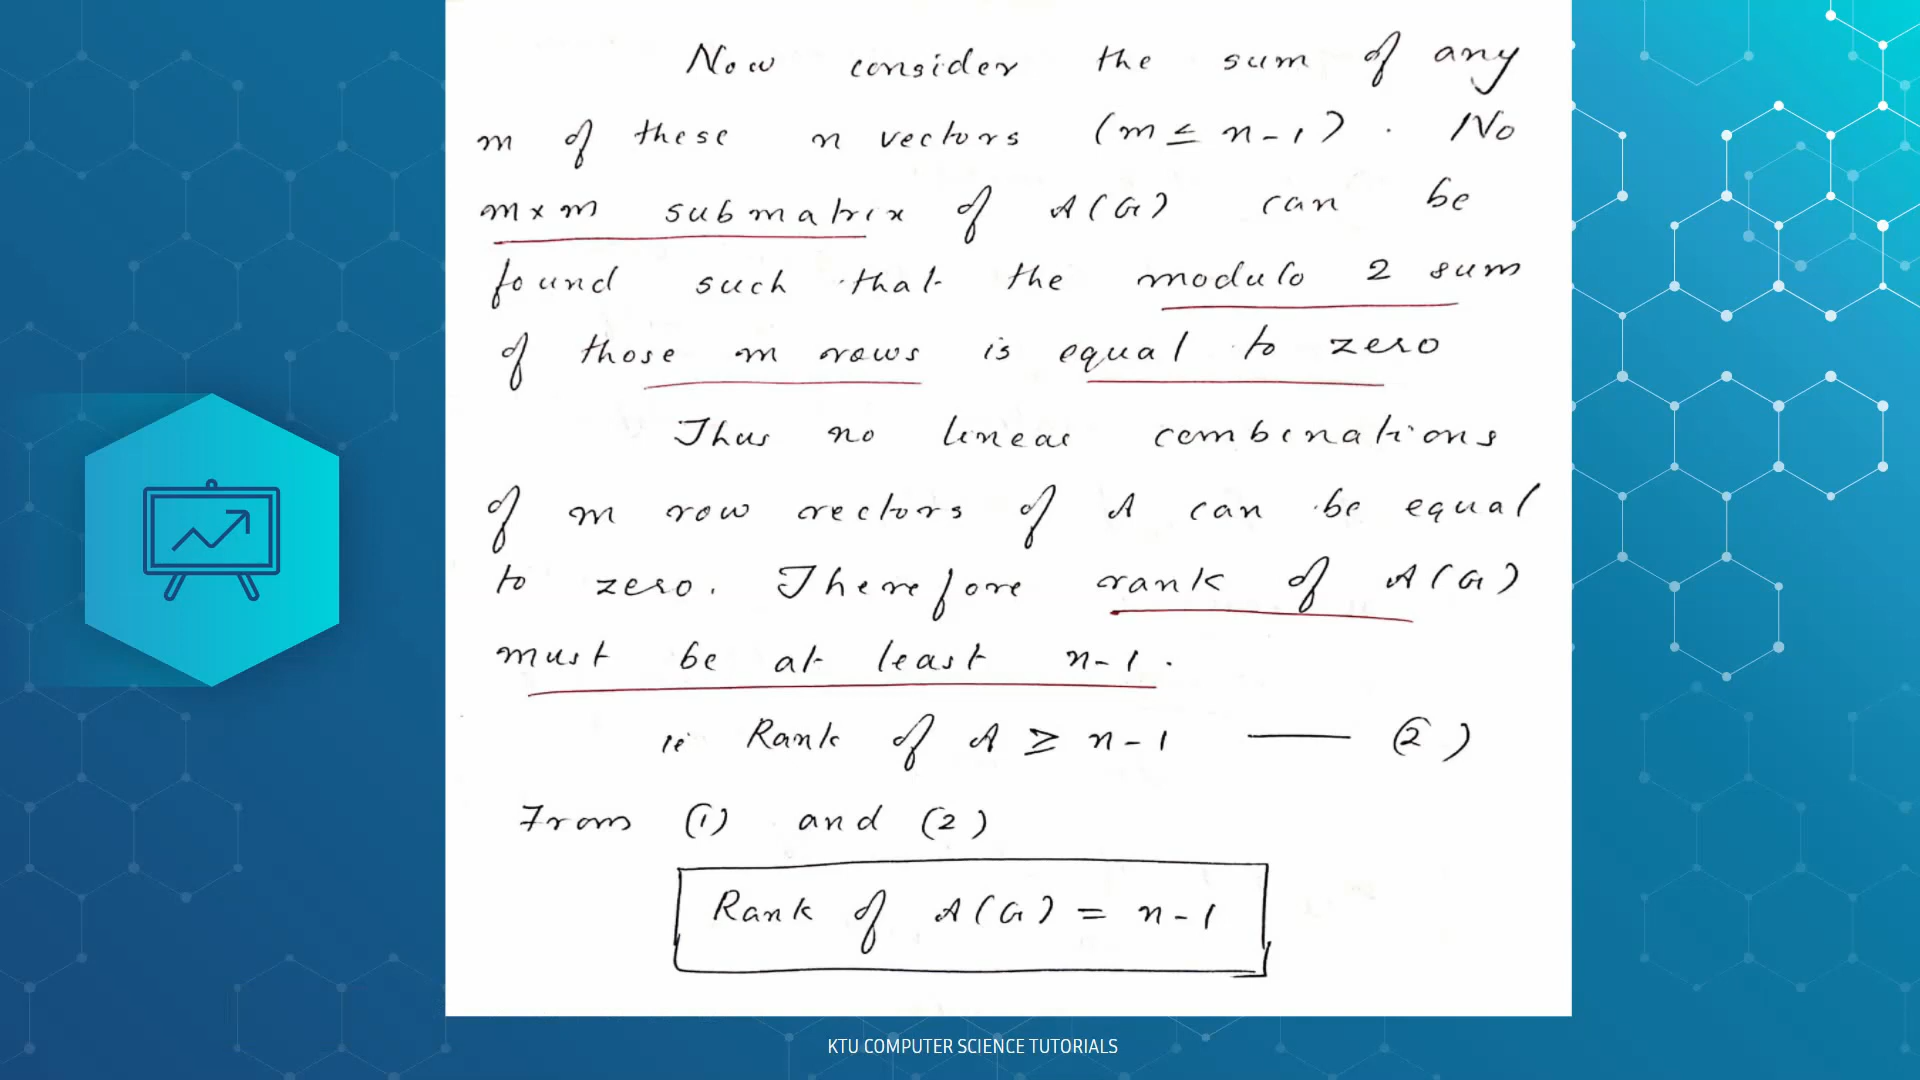 Now consider the sum of any
m of these n vectors (m ≤ n-1). No
m×m submatrix of A(G) can be
found such that the modulo 2 sum
of those m rows is equal to zero
Thus no linear combinations
of m row vectors of A can be equal
to zero. Therefore rank of A(G)
must be at least n-1.
ie Rank of A ≥ n-1 — (2)
From (1) and (2)
Rank of A(G) = n-1
KTU COMPUTER SCIENCE TUTORIALS